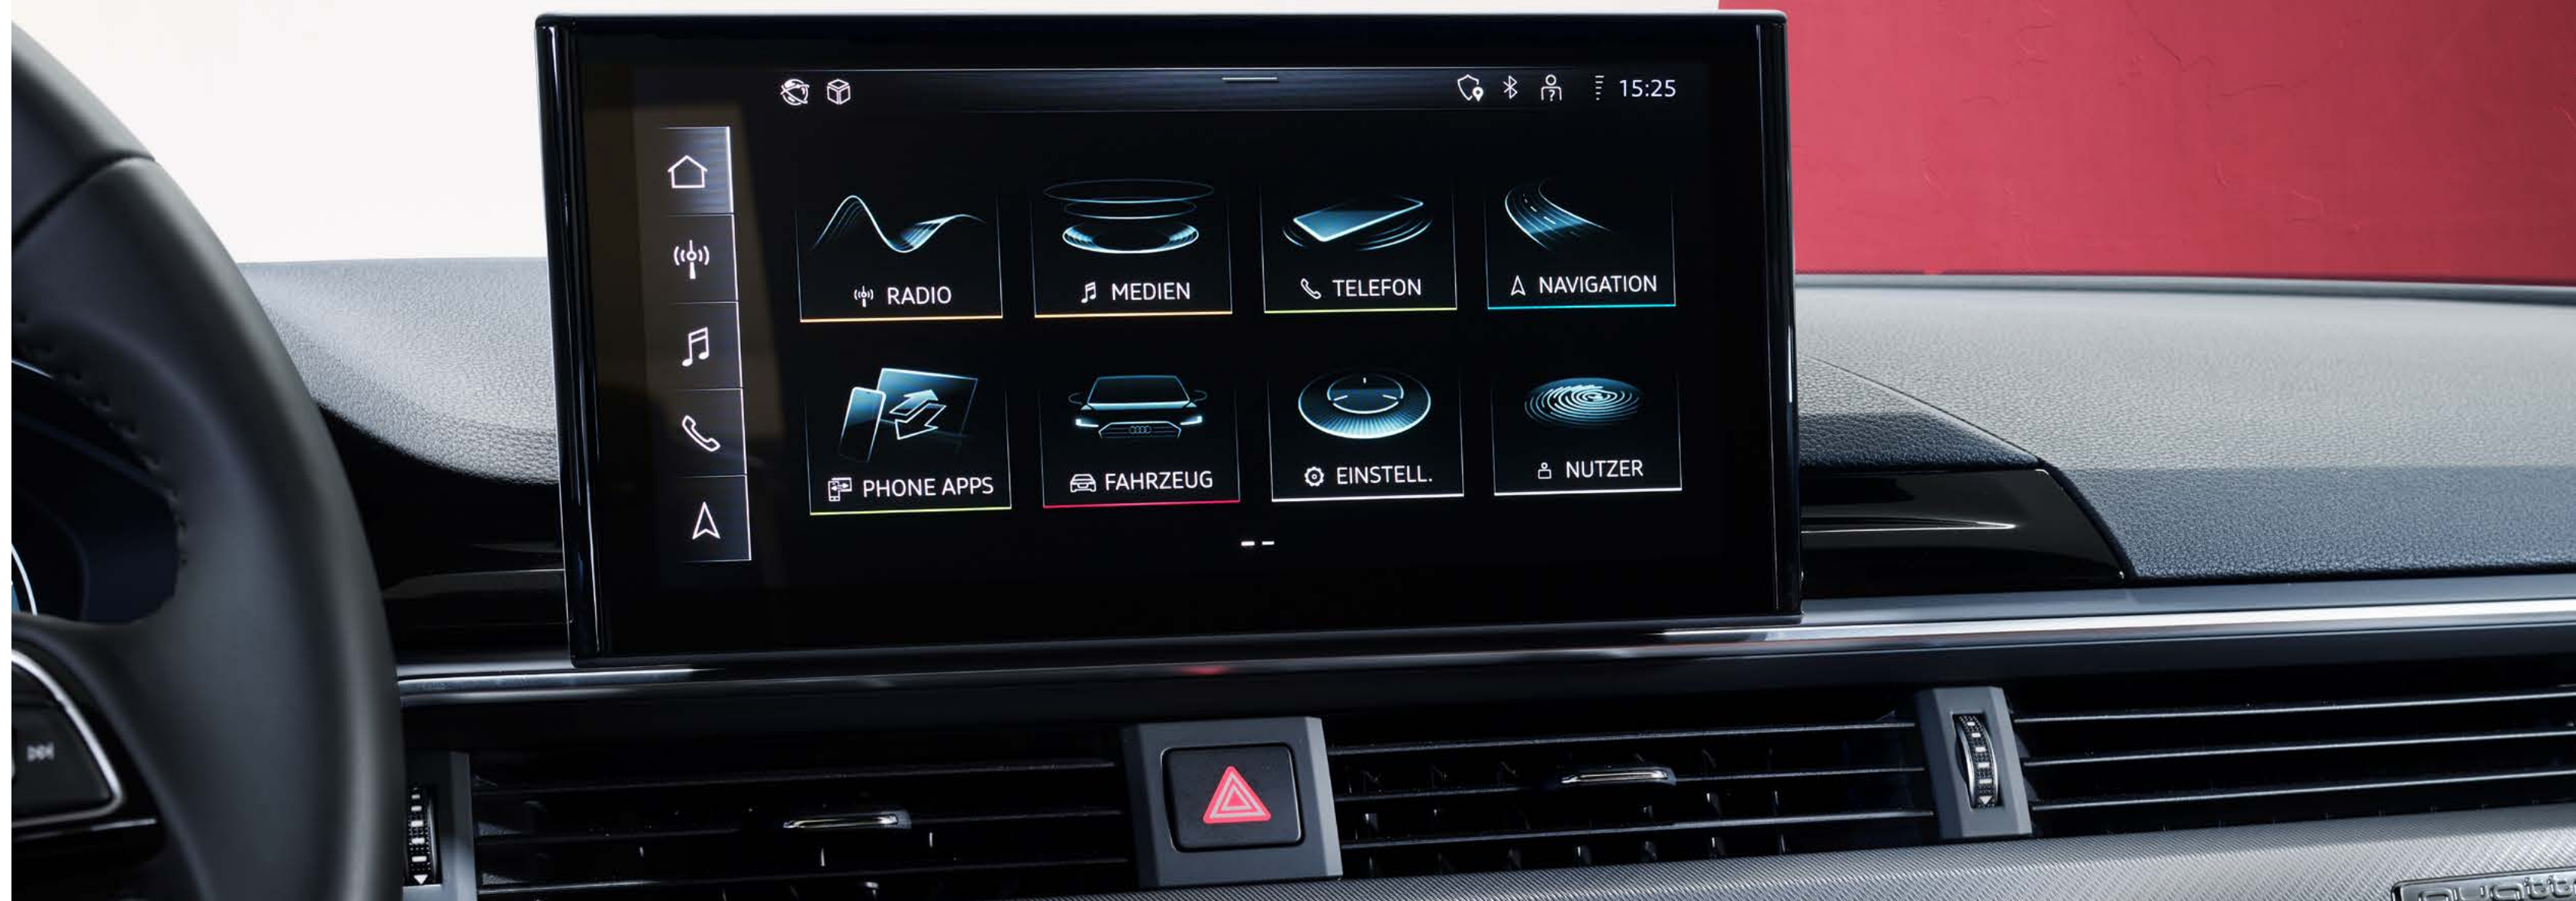 15:25
RADIO
MEDIEN
TELEFON
NAVIGATION
PHONE APPS
FAHRZEUG
EINSTELL.
NUTZER